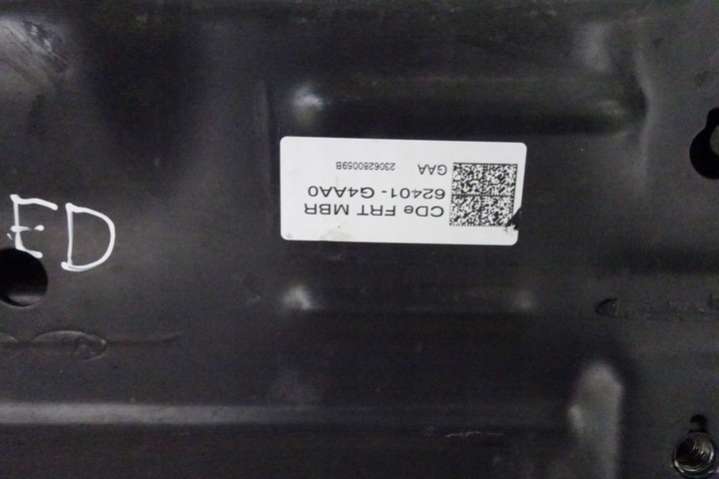 ED
CDe FRT MBR
62401-G4AA0
GAA 2306280059B